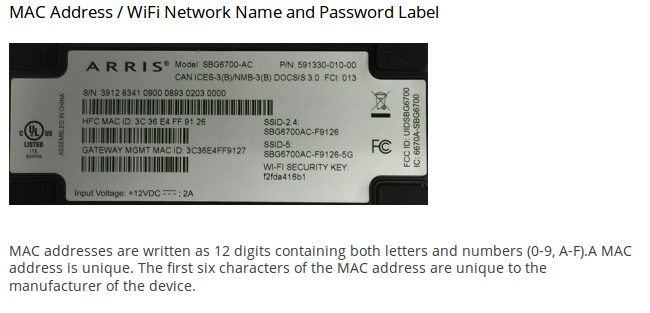 MAC Address / WiFi Network Name and Password Label
ARRIS® Model: SBG6700-AC P/N: 591330-010-00
CAN ICES-3(B)/NMB-3(B) DOCSIS 3.0 FCI: 013
S/N: 3912 8341 0900 0893 0203 0000
HFC MAC ID: 3C 36 E4 FF 91 26
SSID-2.4:
SBG6700AC-F9126
GATEWAY MGMT MAC ID: 3C36E4FF9127
SSID-5:
SBG6700AC-F9126-5G
WI-FI SECURITY KEY:
f2fda416b1
Input Voltage: +12VDC ; 2A
ASSEMBLED IN CHINA
C UL US
LISTED
I.T.E.
FC
FCC ID: UIDSBG6700
IC: 6670A-SBG6700
MAC addresses are written as 12 digits containing both letters and numbers (0-9, A-F).A MAC
address is unique. The first six characters of the MAC address are unique to the
manufacturer of the device.